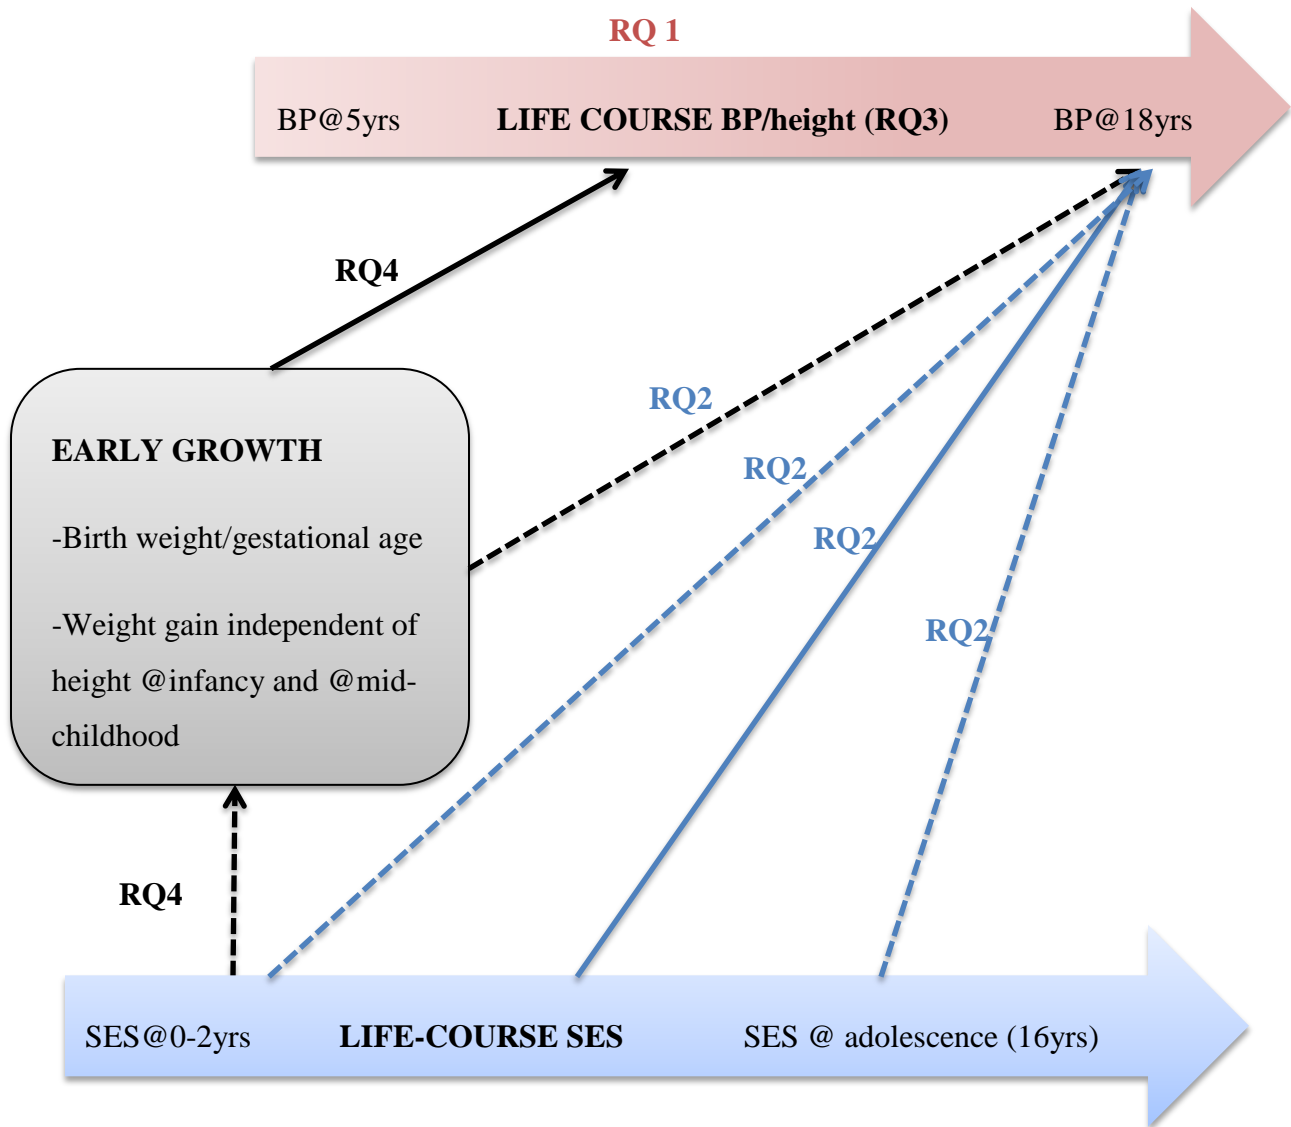 RQ 1
BP@5yrs LIFE COURSE BP/height (RQ3) BP@18yrs
RQ4
RQ2
RQ2
RQ2
RQ2
EARLY GROWTH
-Birth weight/gestational age
-Weight gain independent of
height @infancy and @mid-
childhood
RQ4
SES@0-2yrs LIFE-COURSE SES SES @ adolescence (16yrs)